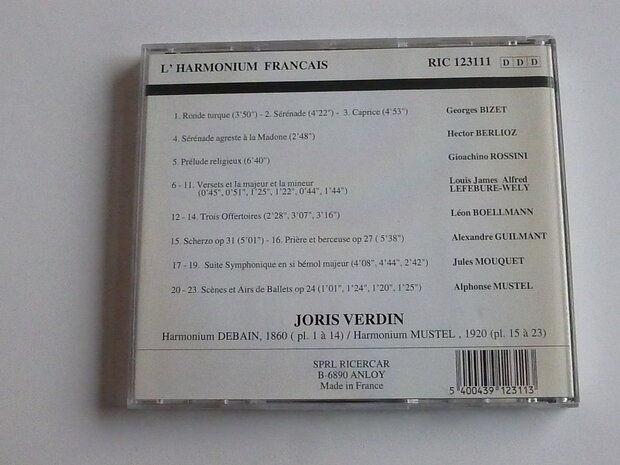 L' HARMONIUM FRANCAIS RIC 123111 D D D
1. Ronde turque (3'50") - 2. Sérénade (4'22") - 3. Caprice (4'53") Georges BIZET
4. Sérénade agreste à la Madone (2'48") Hector BERLIOZ
5. Prélude religieux (6'40") Gioachino ROSSINI
6 - 11. Versets et la majeur et la mineur Louis James Alfred
(0'45", 0'51", 1'25", 1'22", 0'44", 1'44") LEFEBURE-WELY
12 - 14. Trois Offertoires (2'28", 3'07", 3'16") Léon BOELLMANN
15. Scherzo op 31 (5'01") - 16. Prière et berceuse op 27 ( 5'38") Alexandre GUILMANT
17 - 19. Suite Symphonique en si bémol majeur (4'08", 4'44", 2'42") Jules MOUQUET
20 - 23. Scènes et Airs de Ballets op 24 (1'01", 1'24", 1'20", 1'25") Alphonse MUSTEL
JORIS VERDIN
Harmonium DEBAIN, 1860 ( pl. 1 à 14) / Harmonium MUSTEL , 1920 (pl. 15 à 23)
SPRL RICERCAR
B-6890 ANLOY
Made in France
5 400439 123113